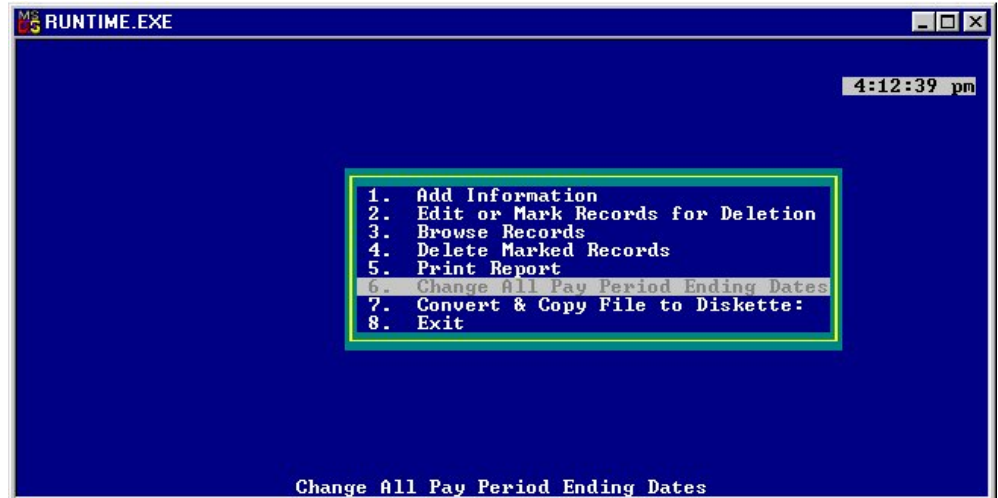 MS
RUNTIME.EXE
4:12:39 pm
1. Add Information
2. Edit or Mark Records for Deletion
3. Browse Records
4. Delete Marked Records
5. Print Report
6. Change All Pay Period Ending Dates
7. Convert & Copy File to Diskette:
8. Exit
Change All Pay Period Ending Dates